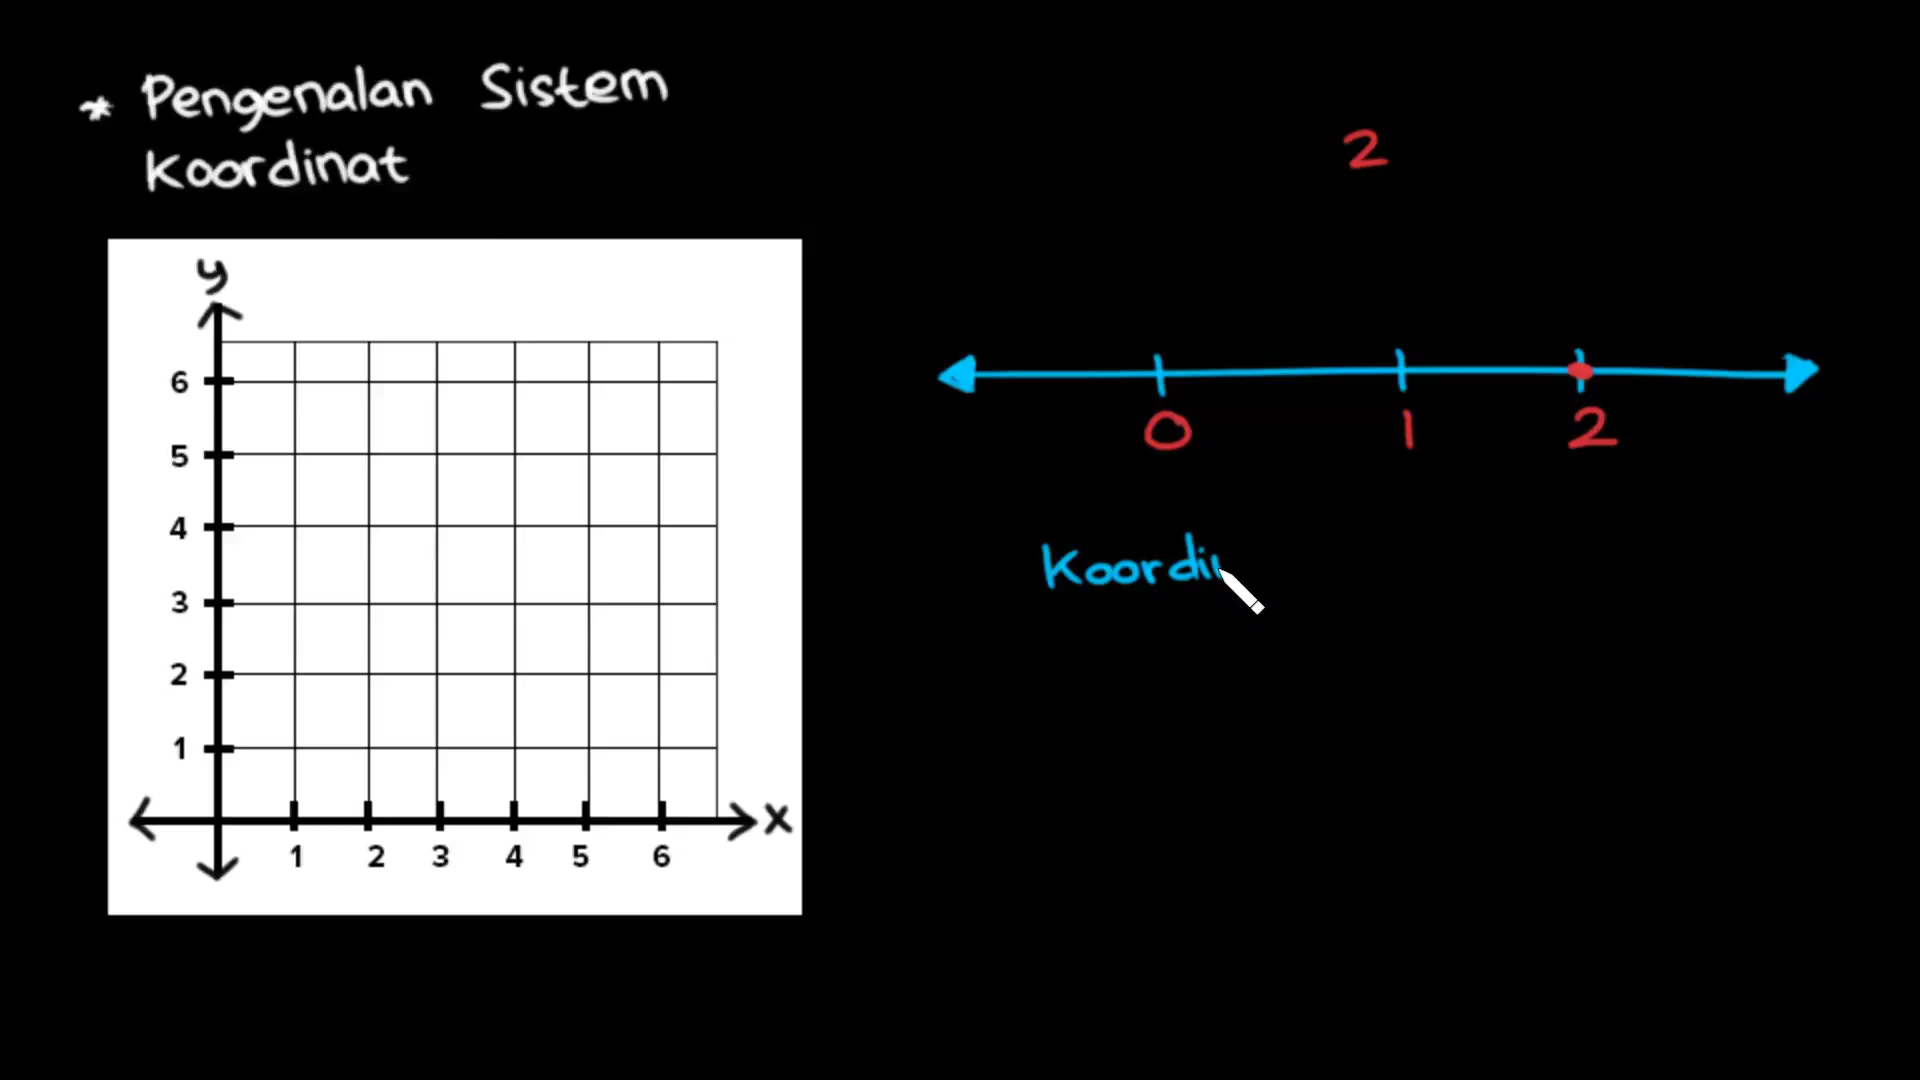 * Pengenalan Sistem
Koordinat
y
6
5
4
3
2
1
x
1 2 3 4 5 6
2
0 1 2
Koordi